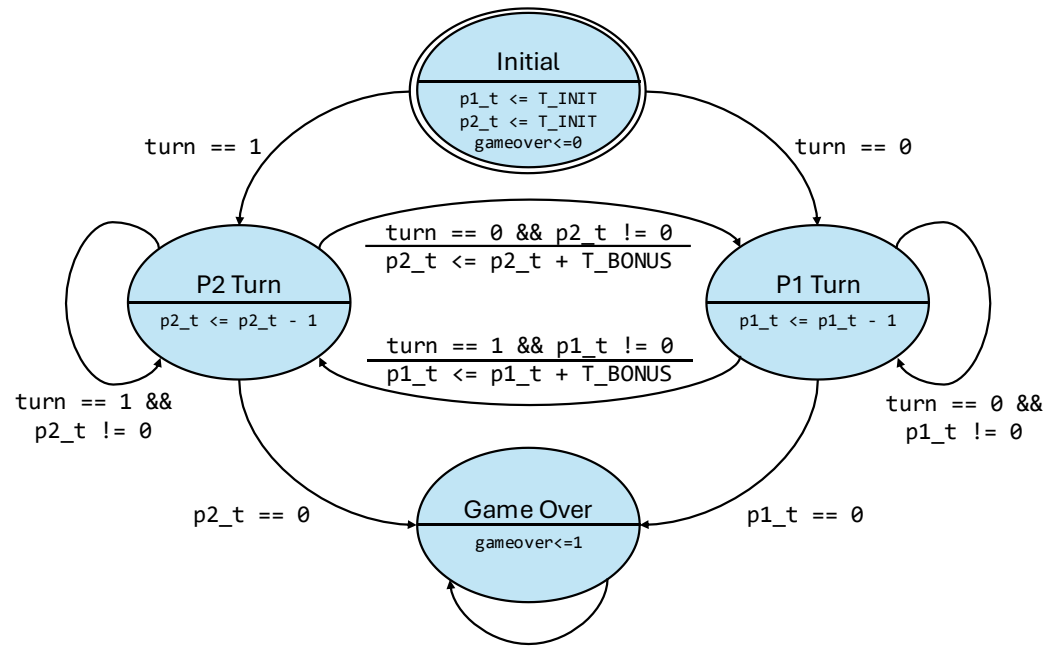 Initial
p1_t <= T_INIT
p2_t <= T_INIT
gameover<=0
turn == 1
turn == 0
turn == 0 && p2_t != 0
p2_t <= p2_t + T_BONUS
P2 Turn
p2_t <= p2_t - 1
P1 Turn
p1_t <= p1_t - 1
turn == 1 && p1_t != 0
p1_t <= p1_t + T_BONUS
turn == 1 &&
p2_t != 0
turn == 0 &&
p1_t != 0
p2_t == 0
Game Over
gameover<=1
p1_t == 0